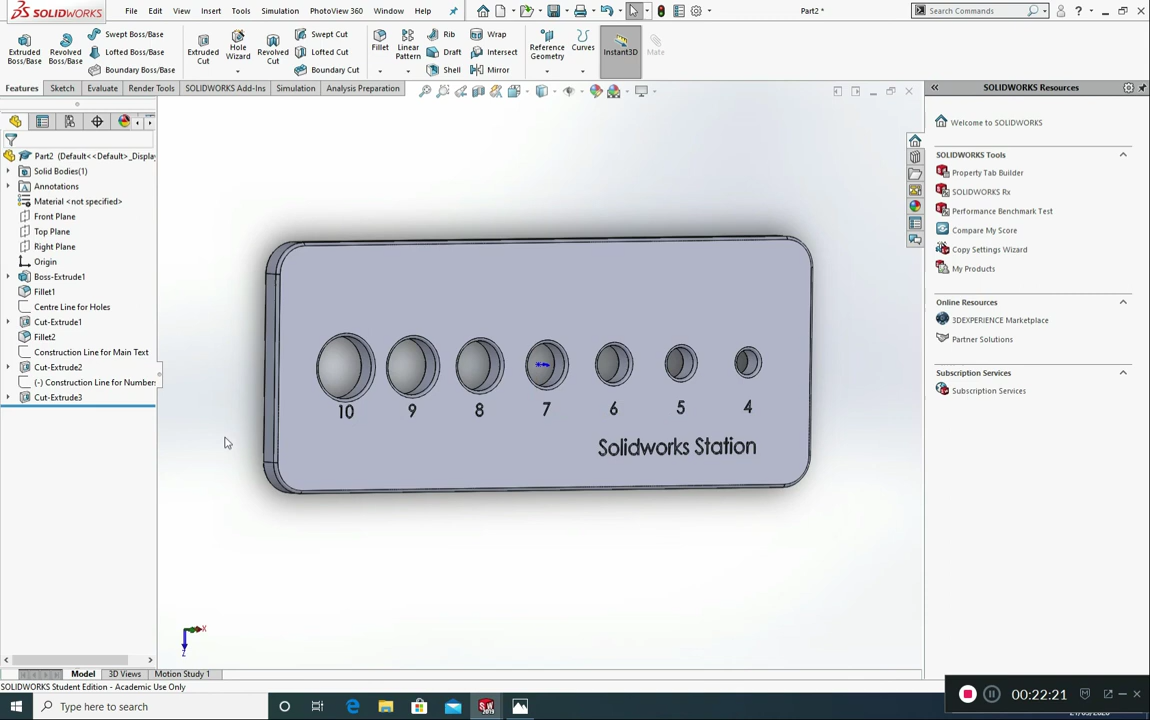 SOLIDWORKS
File Edit View Insert Tools Simulation PhotoView 360 Window Help
Part2 *
Search Commands
Extruded Boss/Base
Revolved Boss/Base
Swept Boss/Base
Lofted Boss/Base
Boundary Boss/Base
Extruded Cut
Hole Wizard
Revolved Cut
Swept Cut
Lofted Cut
Boundary Cut
Fillet
Linear Pattern
Rib
Draft
Shell
Wrap
Intersect
Mirror
Reference Geometry
Curves
Instant3D
Mate
Features Sketch Evaluate Render Tools SOLIDWORKS Add-Ins Simulation Analysis Preparation
Part2 (Default<<Default>_Displa
Solid Bodies(1)
Annotations
Material <not specified>
Front Plane
Top Plane
Right Plane
Origin
Boss-Extrude1
Fillet1
Centre Line for Holes
Cut-Extrude1
Fillet2
Construction Line for Main Text
Cut-Extrude2
(-) Construction Line for Number
Cut-Extrude3
10 9 8 7 6 5 4
Solidworks Station
X
Z
SOLIDWORKS Resources
Welcome to SOLIDWORKS
SOLIDWORKS Tools
Property Tab Builder
SOLIDWORKS Rx
Performance Benchmark Test
Compare My Score
Copy Settings Wizard
My Products
Online Resources
3DEXPERIENCE Marketplace
Partner Solutions
Subscription Services
Subscription Services
Model 3D Views Motion Study 1
SOLIDWORKS Student Edition - Academic Use Only
Type here to search
00:22:21